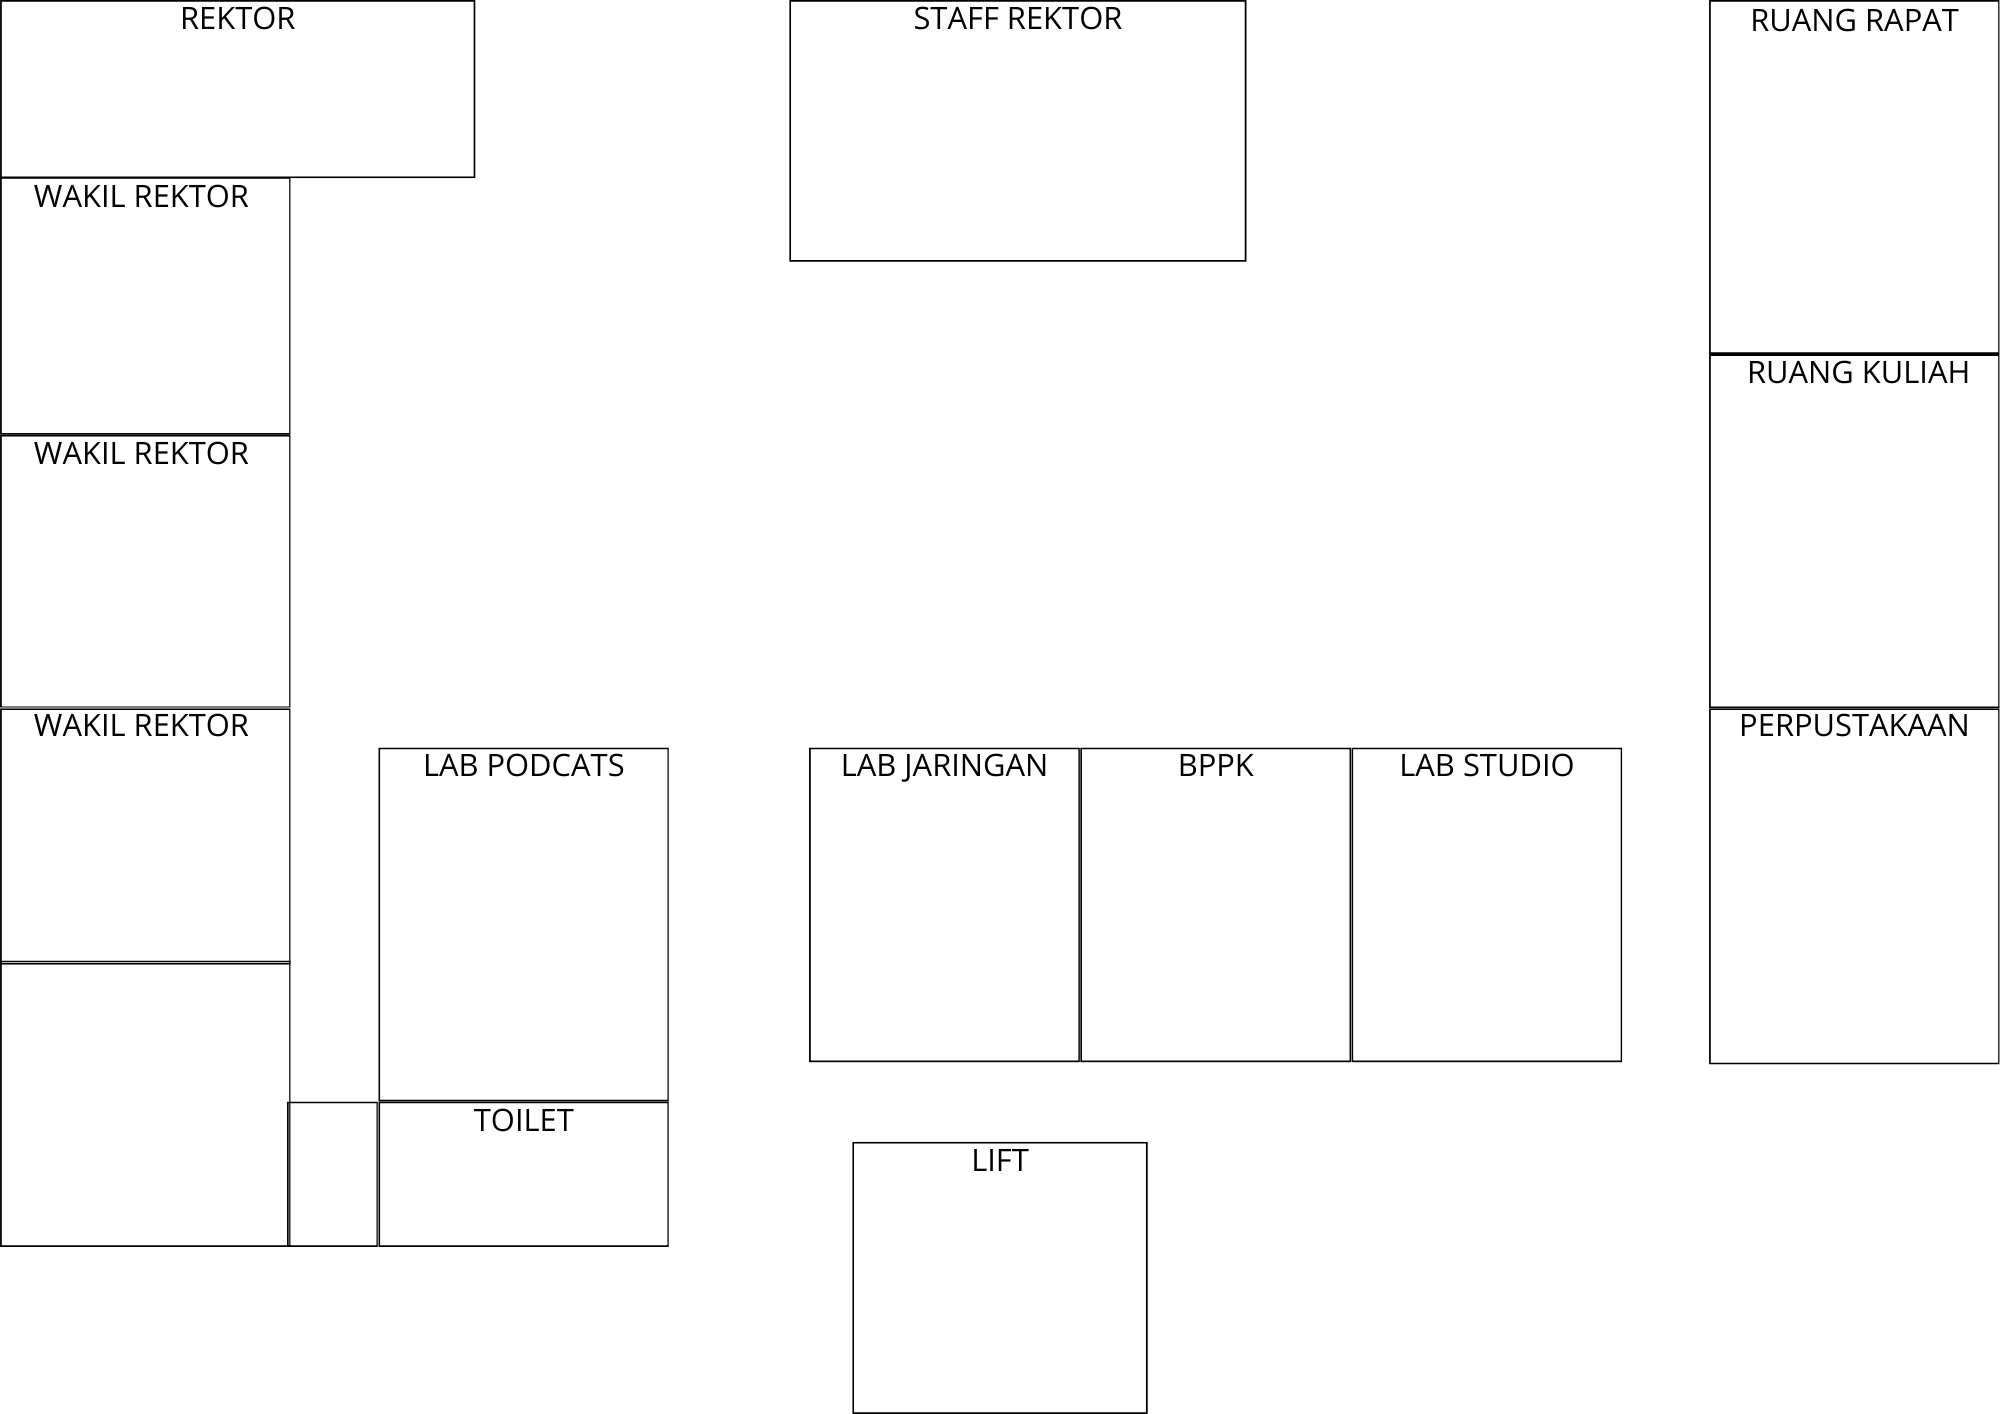 REKTOR
STAFF REKTOR
RUANG RAPAT
WAKIL REKTOR
RUANG KULIAH
WAKIL REKTOR
WAKIL REKTOR
PERPUSTAKAAN
LAB PODCATS
LAB JARINGAN
BPPK
LAB STUDIO
TOILET
LIFT